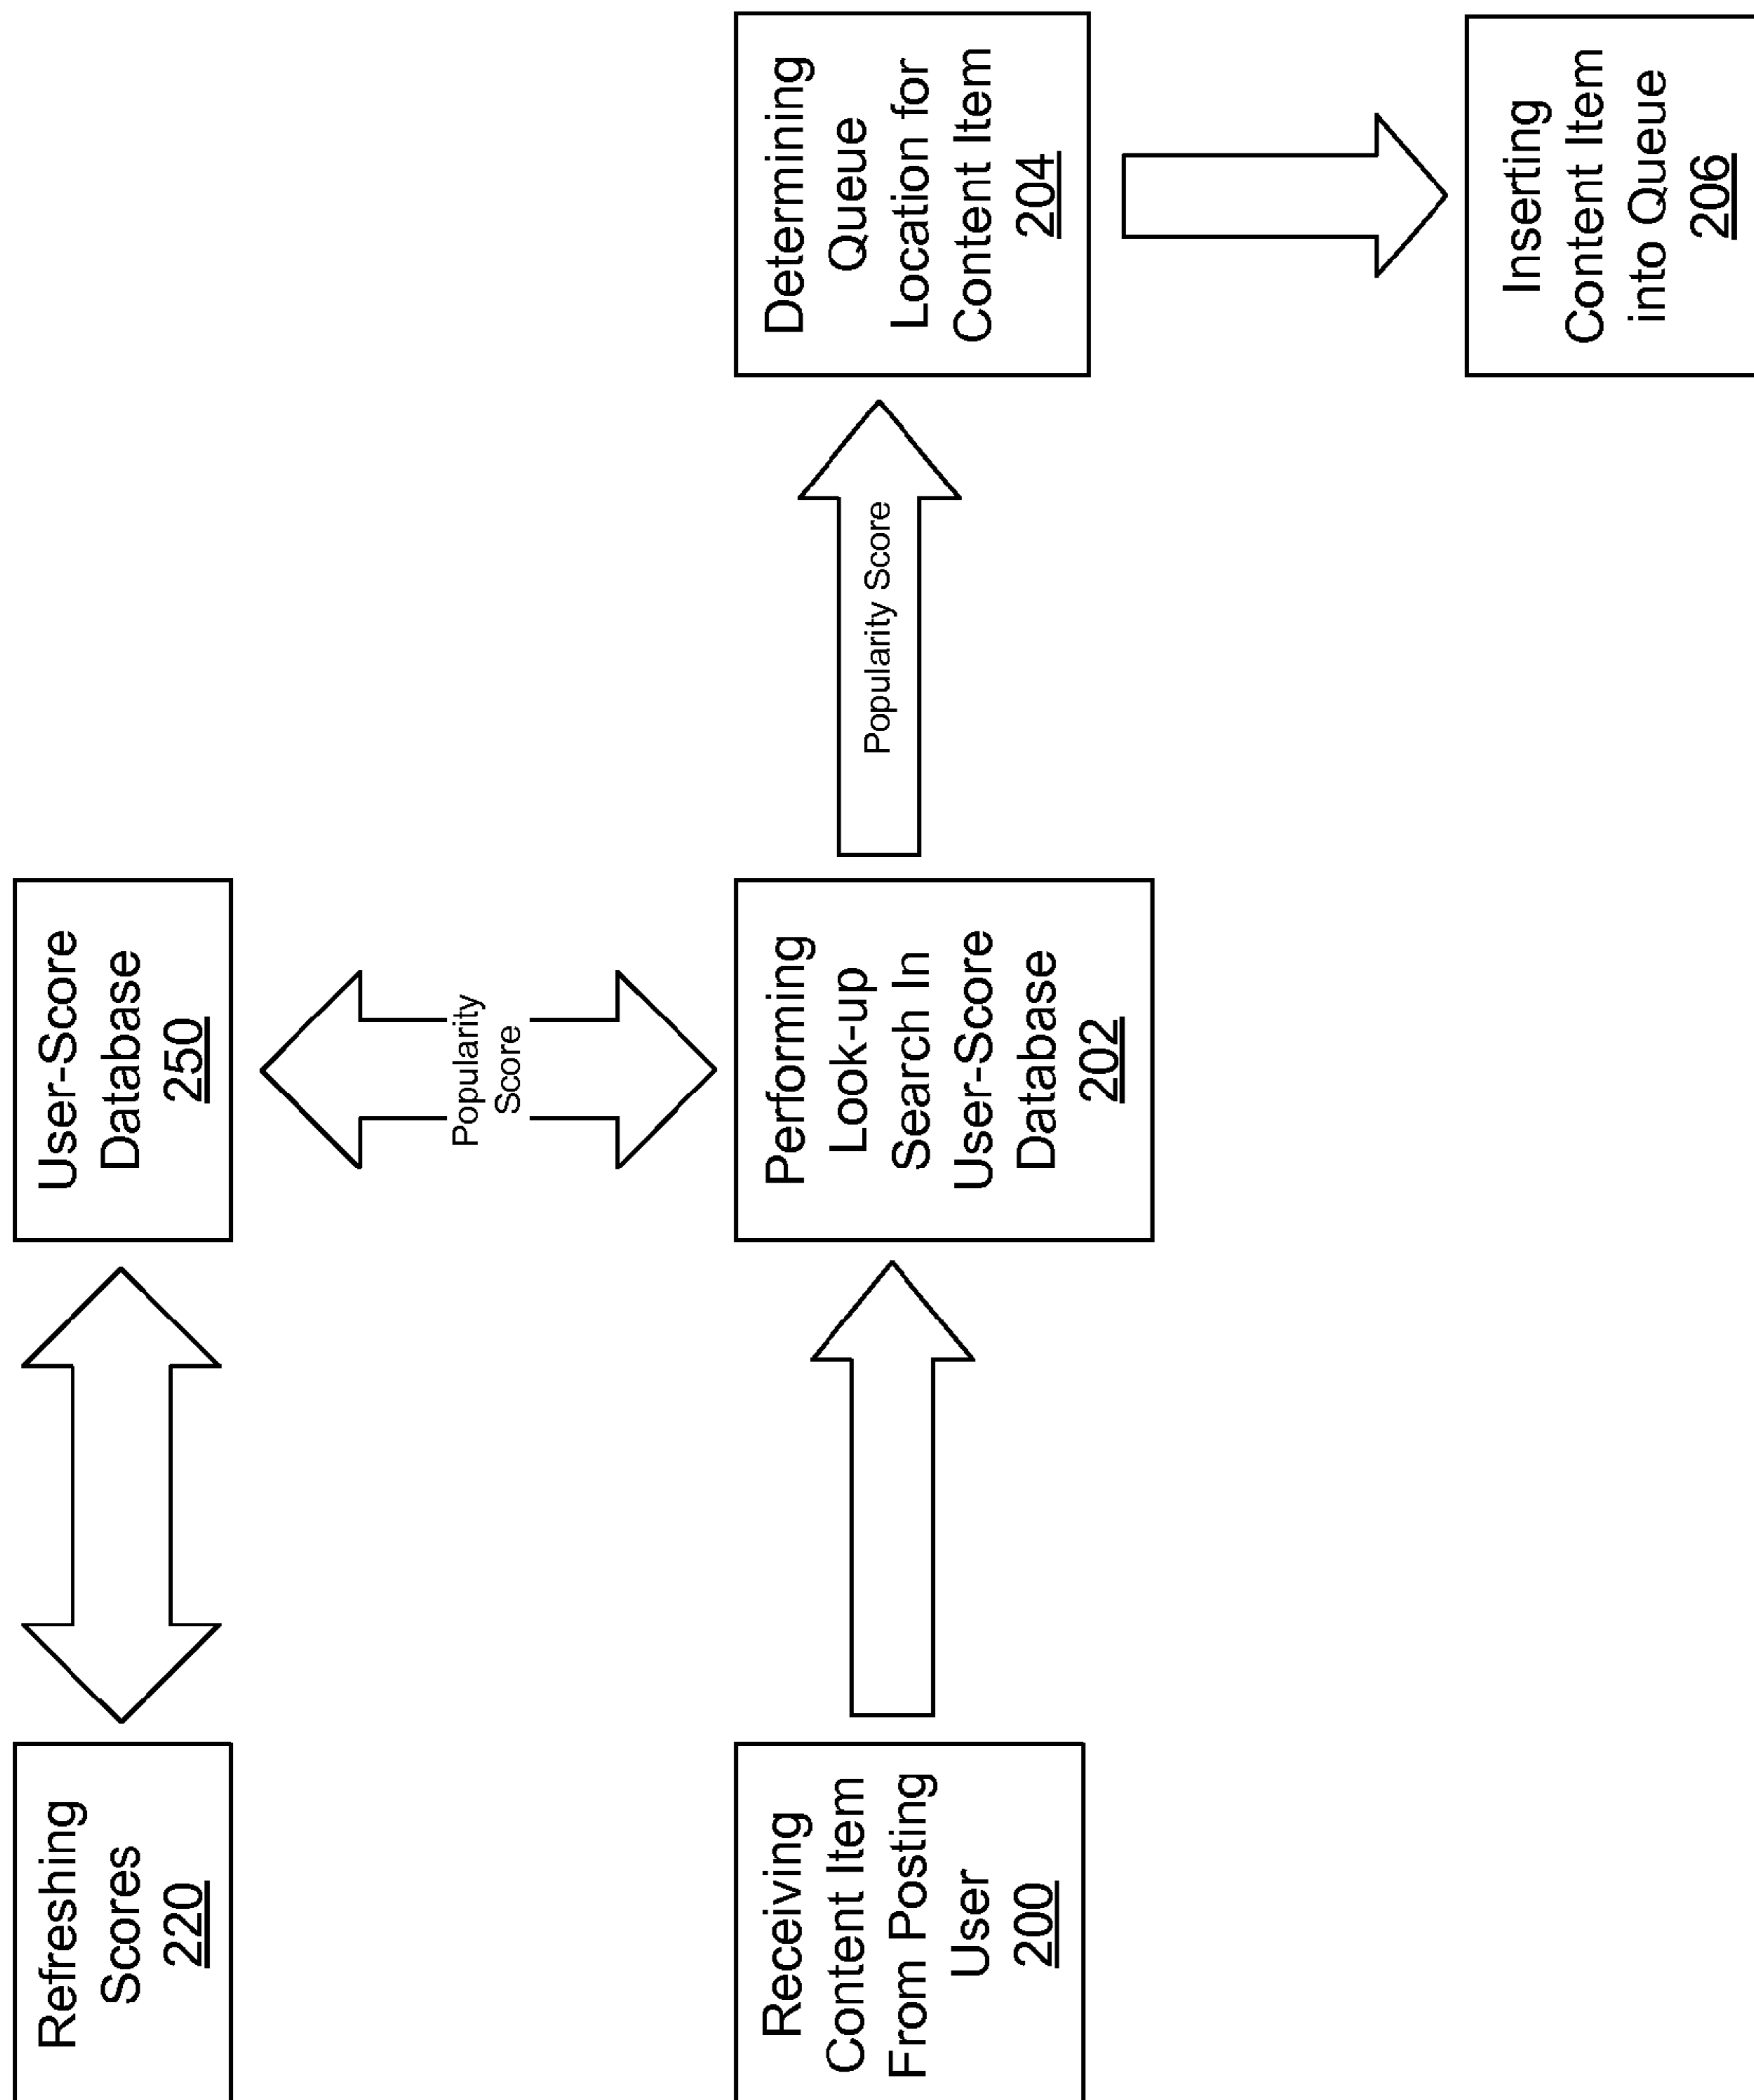 Refreshing
Scores
220
User-Score
Database
250
Popularity
Score
Receiving
Content Item
From Posting
User
200
Performing
Look-up
Search In
User-Score
Database
202
Popularity Score
Determining
Queue
Location for
Content Item
204
Inserting
Content Item
into Queue
206